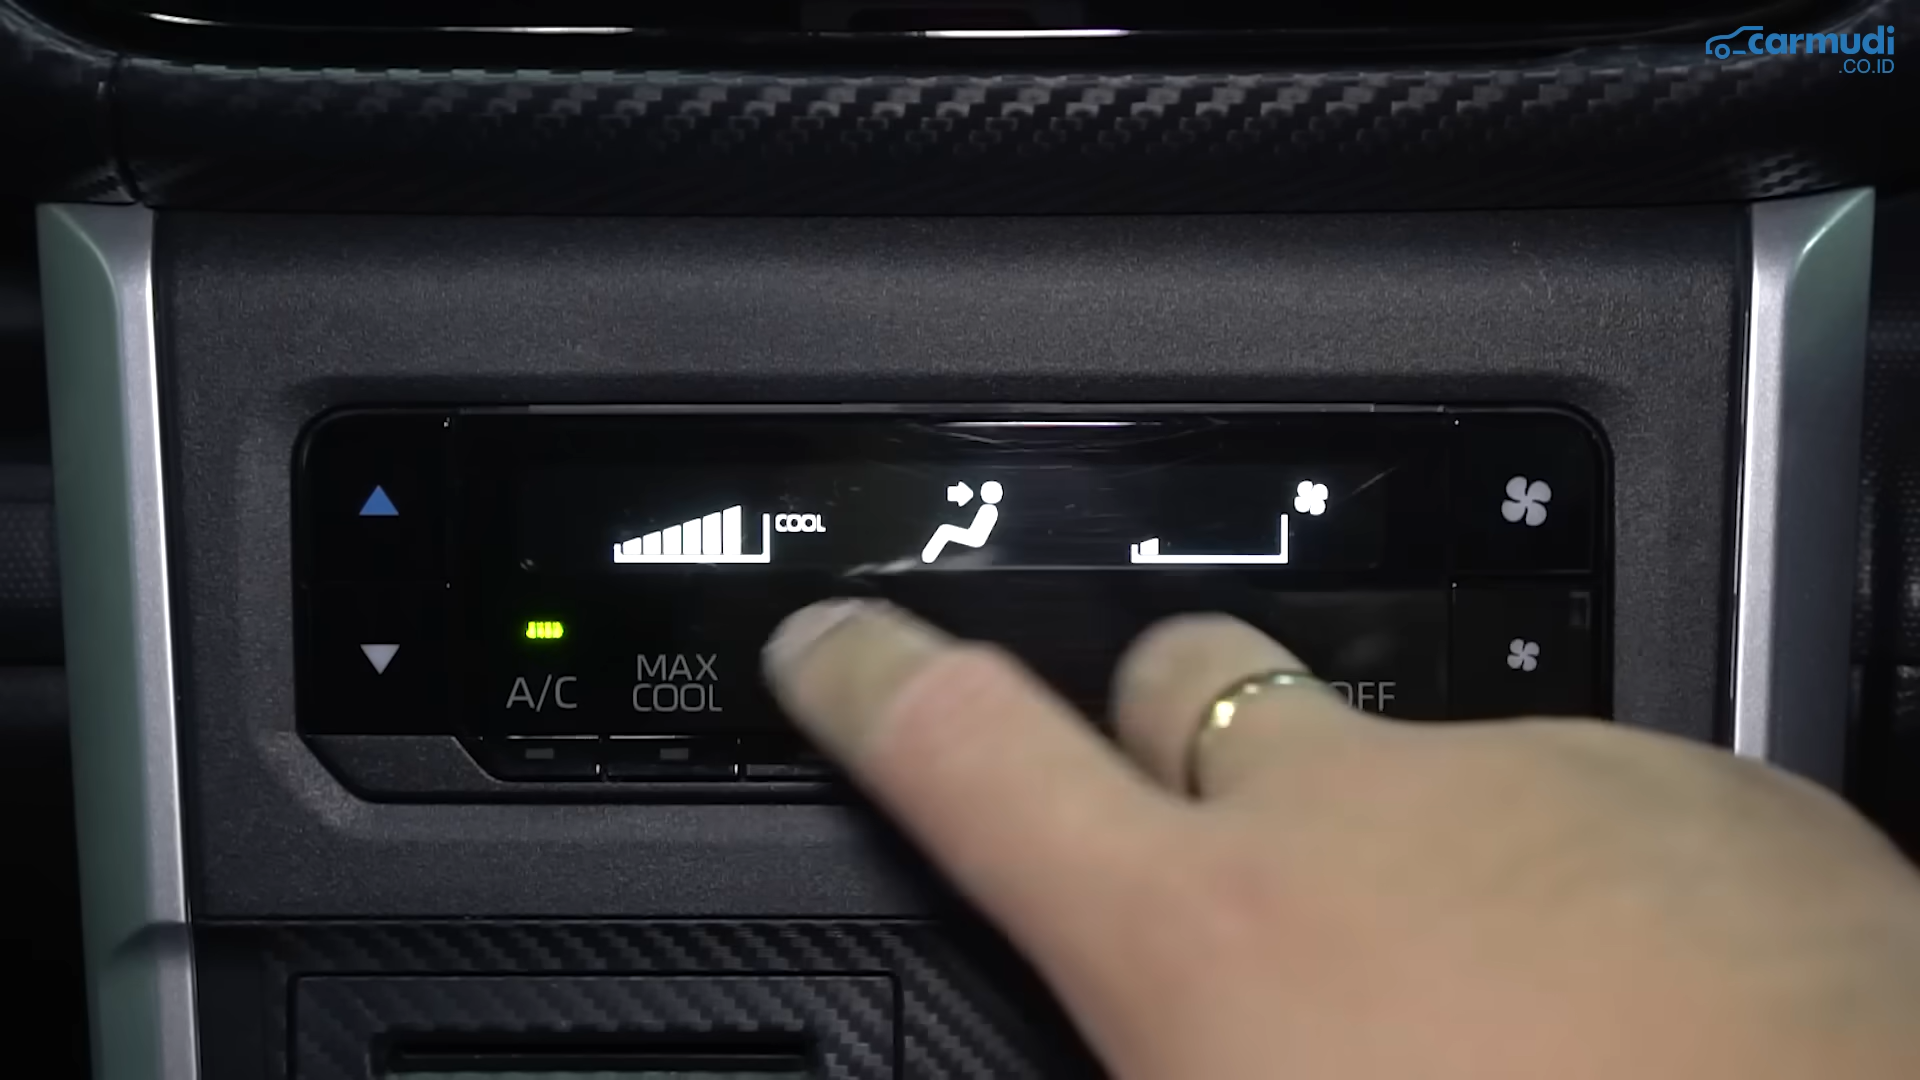 carmudi
.CO.ID
COOL
A/C
MAX
COOL
OFF